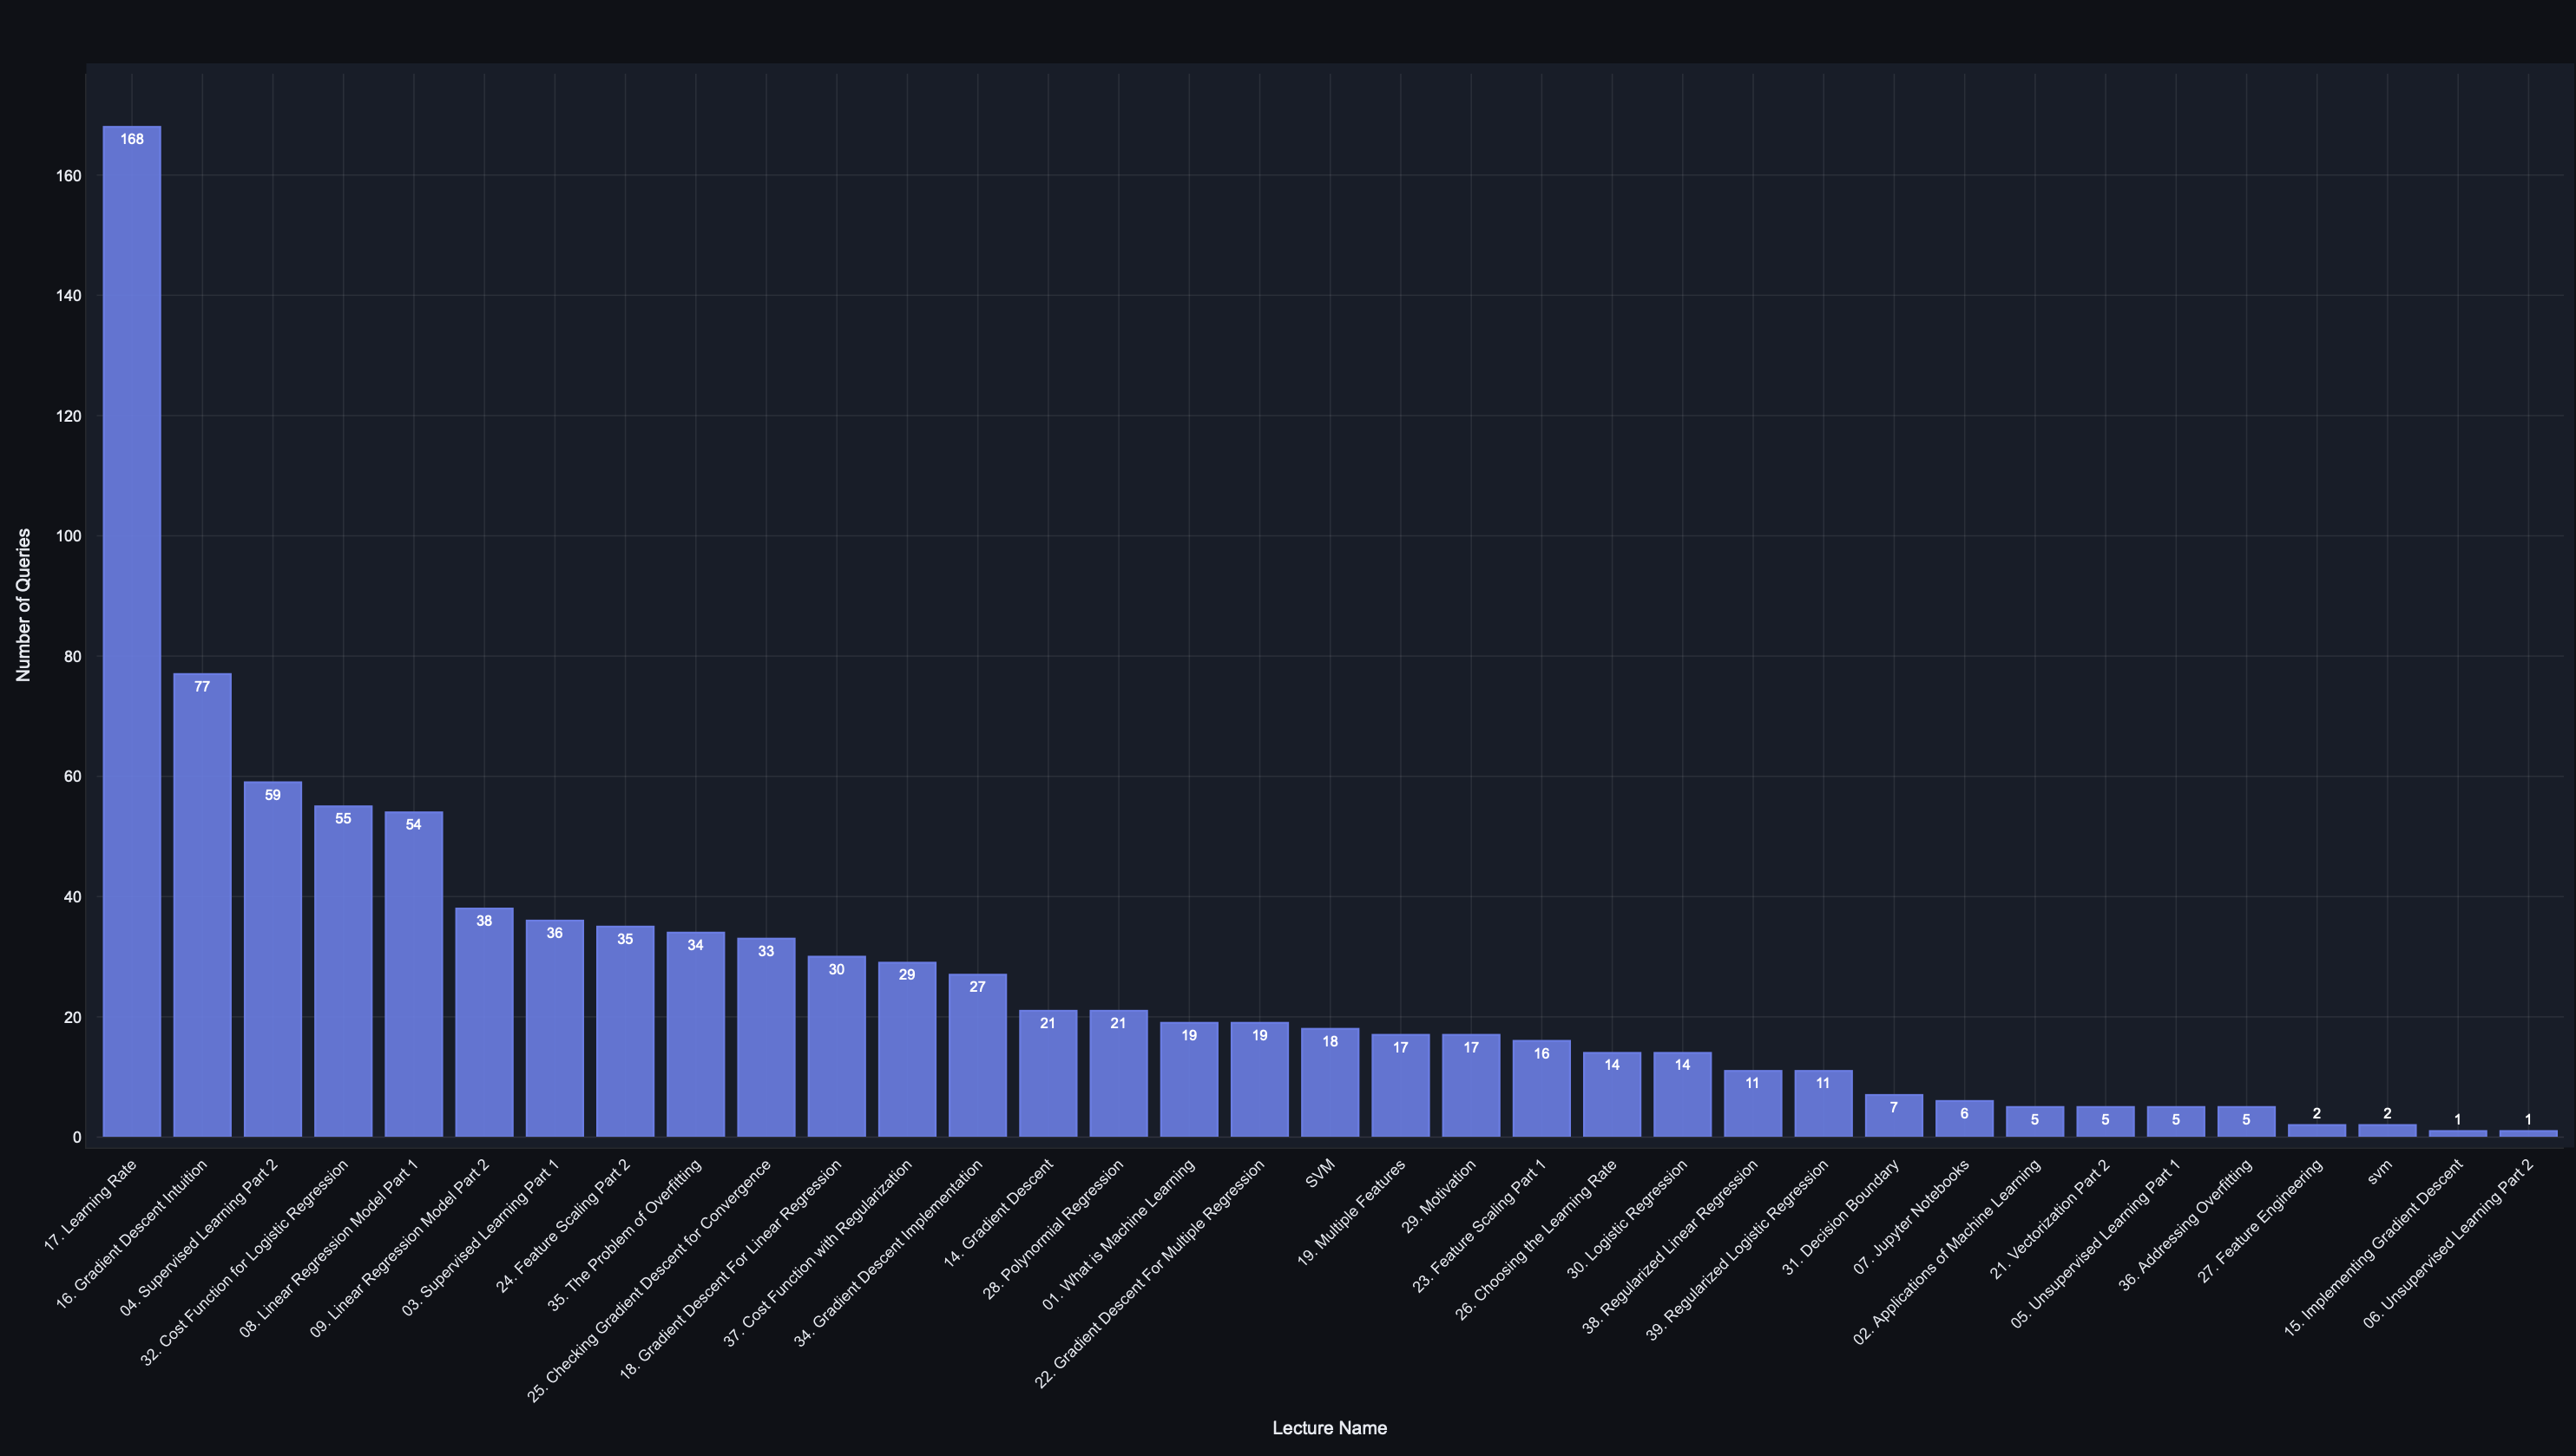 Number of Queries
160
140
120
100
80
60
40
20
0
168
77
59
55
54
38
36
35
34
33
30
29
27
21
21
19
19
18
17
17
16
14
14
11
11
7
6
5
5
5
5
2
2
1
1
17. Learning Rate
16. Gradient Descent Intuition
04. Supervised Learning Part 2
32. Cost Function for Logistic Regression
08. Linear Regression Model Part 1
09. Linear Regression Model Part 2
03. Supervised Learning Part 1
24. Feature Scaling Part 2
35. The Problem of Overfitting
25. Checking Gradient Descent for Convergence
18. Gradient Descent For Linear Regression
37. Cost Function with Regularization
34. Gradient Descent Implementation
14. Gradient Descent
28. Polynormial Regression
01. What is Machine Learning
22. Gradient Descent For Multiple Regression
SVM
19. Multiple Features
29. Motivation
23. Feature Scaling Part 1
26. Choosing the Learning Rate
30. Logistic Regression
38. Regularized Linear Regression
39. Regularized Logistic Regression
31. Decision Boundary
07. Jupyter Notebooks
02. Applications of Machine Learning
21. Vectorization Part 2
05. Unsupervised Learning Part 1
36. Addressing Overfitting
27. Feature Engineering
svm
15. Implementing Gradient Descent
06. Unsupervised Learning Part 2
Lecture Name